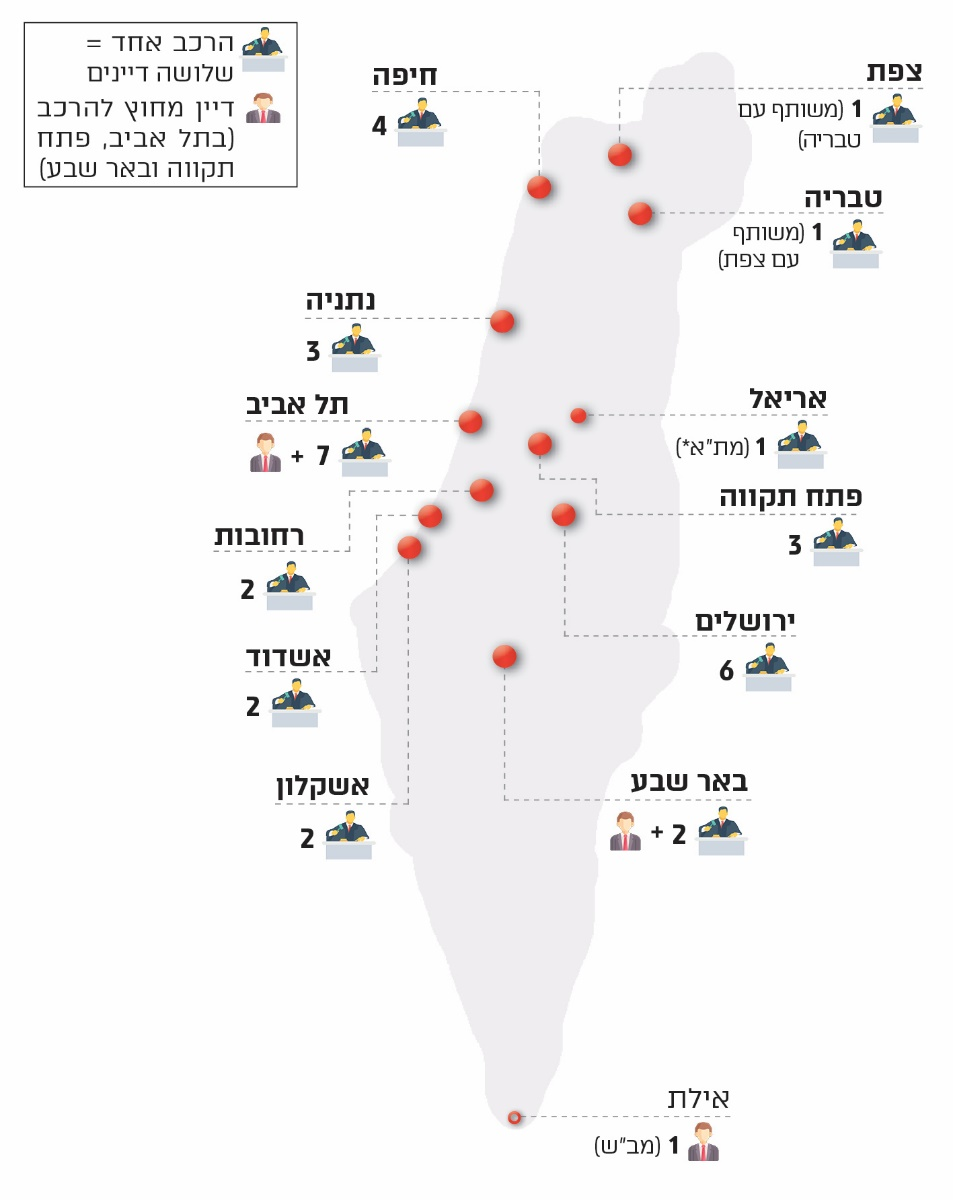 הרכב אחד =
שלושה דיינים
דיין מחוץ להרכב
(בתל אביב, פתח
תקווה ובאר שבע)
צפת
1 (משותף עם
טבריה)
חיפה
4
טבריה
1 (משותף
עם צפת)
נתניה
3
אריאל
1 (מת"א*)
תל אביב
7 +
פתח תקווה
3
רחובות
2
ירושלים
6
אשדוד
2
באר שבע
2 +
אשקלון
2
אילת
1 (מב"ש)